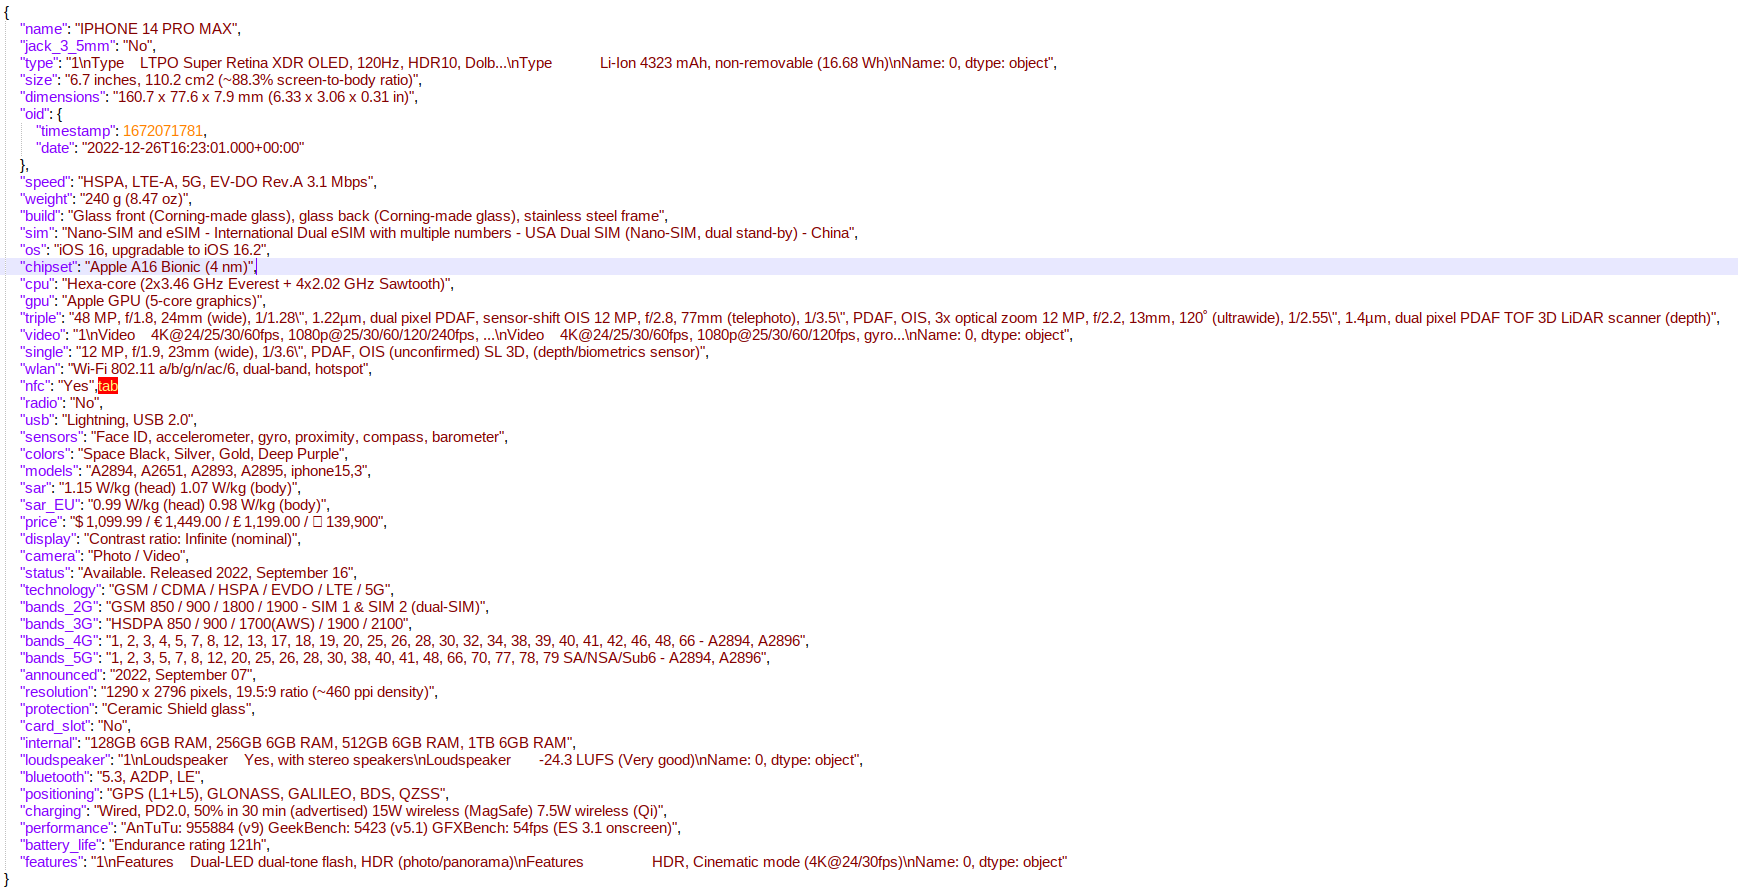 {
"name": "IPHONE 14 PRO MAX",
"jack_3_5mm": "No",
"type": "1\nType    LTPO Super Retina XDR OLED, 120Hz, HDR10, Dolb...\nType            Li-Ion 4323 mAh, non-removable (16.68 Wh)\nName: 0, dtype: object",
"size": "6.7 inches, 110.2 cm2 (~88.3% screen-to-body ratio)",
"dimensions": "160.7 x 77.6 x 7.9 mm (6.33 x 3.06 x 0.31 in)",
"oid": {
"timestamp": 1672071781,
"date": "2022-12-26T16:23:01.000+00:00"
},
"speed": "HSPA, LTE-A, 5G, EV-DO Rev.A 3.1 Mbps",
"weight": "240 g (8.47 oz)",
"build": "Glass front (Corning-made glass), glass back (Corning-made glass), stainless steel frame",
"sim": "Nano-SIM and eSIM - International Dual eSIM with multiple numbers - USA Dual SIM (Nano-SIM, dual stand-by) - China",
"os": "iOS 16, upgradable to iOS 16.2",
"chipset": "Apple A16 Bionic (4 nm)",
"cpu": "Hexa-core (2x3.46 GHz Everest + 4x2.02 GHz Sawtooth)",
"gpu": "Apple GPU (5-core graphics)",
"triple": "48 MP, f/1.8, 24mm (wide), 1/1.28\", 1.22µm, dual pixel PDAF, sensor-shift OIS 12 MP, f/2.8, 77mm (telephoto), 1/3.5\", PDAF, OIS, 3x optical zoom 12 MP, f/2.2, 13mm, 120˚ (ultrawide), 1/2.55\", 1.4µm, dual pixel PDAF TOF 3D LiDAR scanner (depth)",
"video": "1\nVideo    4K@24/25/30/60fps, 1080p@25/30/60/120/240fps, ...\nVideo    4K@24/25/30/60fps, 1080p@25/30/60/120fps, gyro...\nName: 0, dtype: object",
"single": "12 MP, f/1.9, 23mm (wide), 1/3.6\", PDAF, OIS (unconfirmed) SL 3D, (depth/biometrics sensor)",
"wlan": "Wi-Fi 802.11 a/b/g/n/ac/6, dual-band, hotspot",
"nfc": "Yes",tab
"radio": "No",
"usb": "Lightning, USB 2.0",
"sensors": "Face ID, accelerometer, gyro, proximity, compass, barometer",
"colors": "Space Black, Silver, Gold, Deep Purple",
"models": "A2894, A2651, A2893, A2895, iphone15,3",
"sar": "1.15 W/kg (head) 1.07 W/kg (body)",
"sar_EU": "0.99 W/kg (head) 0.98 W/kg (body)",
"price": "$ 1,099.99 / € 1,449.00 / £ 1,199.00 / 139,900",
"display": "Contrast ratio: Infinite (nominal)",
"camera": "Photo / Video",
"status": "Available. Released 2022, September 16",
"technology": "GSM / CDMA / HSPA / EVDO / LTE / 5G",
"bands_2G": "GSM 850 / 900 / 1800 / 1900 - SIM 1 & SIM 2 (dual-SIM)",
"bands_3G": "HSDPA 850 / 900 / 1700(AWS) / 1900 / 2100",
"bands_4G": "1, 2, 3, 4, 5, 7, 8, 12, 13, 17, 18, 19, 20, 25, 26, 28, 30, 32, 34, 38, 39, 40, 41, 42, 46, 48, 66 - A2894, A2896",
"bands_5G": "1, 2, 3, 5, 7, 8, 12, 20, 25, 26, 28, 30, 38, 40, 41, 48, 66, 70, 77, 78, 79 SA/NSA/Sub6 - A2894, A2896",
"announced": "2022, September 07",
"resolution": "1290 x 2796 pixels, 19.5:9 ratio (~460 ppi density)",
"protection": "Ceramic Shield glass",
"card_slot": "No",
"internal": "128GB 6GB RAM, 256GB 6GB RAM, 512GB 6GB RAM, 1TB 6GB RAM",
"loudspeaker": "1\nLoudspeaker    Yes, with stereo speakers\nLoudspeaker       -24.3 LUFS (Very good)\nName: 0, dtype: object",
"bluetooth": "5.3, A2DP, LE",
"positioning": "GPS (L1+L5), GLONASS, GALILEO, BDS, QZSS",
"charging": "Wired, PD2.0, 50% in 30 min (advertised) 15W wireless (MagSafe) 7.5W wireless (Qi)",
"performance": "AnTuTu: 955884 (v9) GeekBench: 5423 (v5.1) GFXBench: 54fps (ES 3.1 onscreen)",
"battery_life": "Endurance rating 121h",
"features": "1\nFeatures    Dual-LED dual-tone flash, HDR (photo/panorama)\nFeatures                 HDR, Cinematic mode (4K@24/30fps)\nName: 0, dtype: object"
}